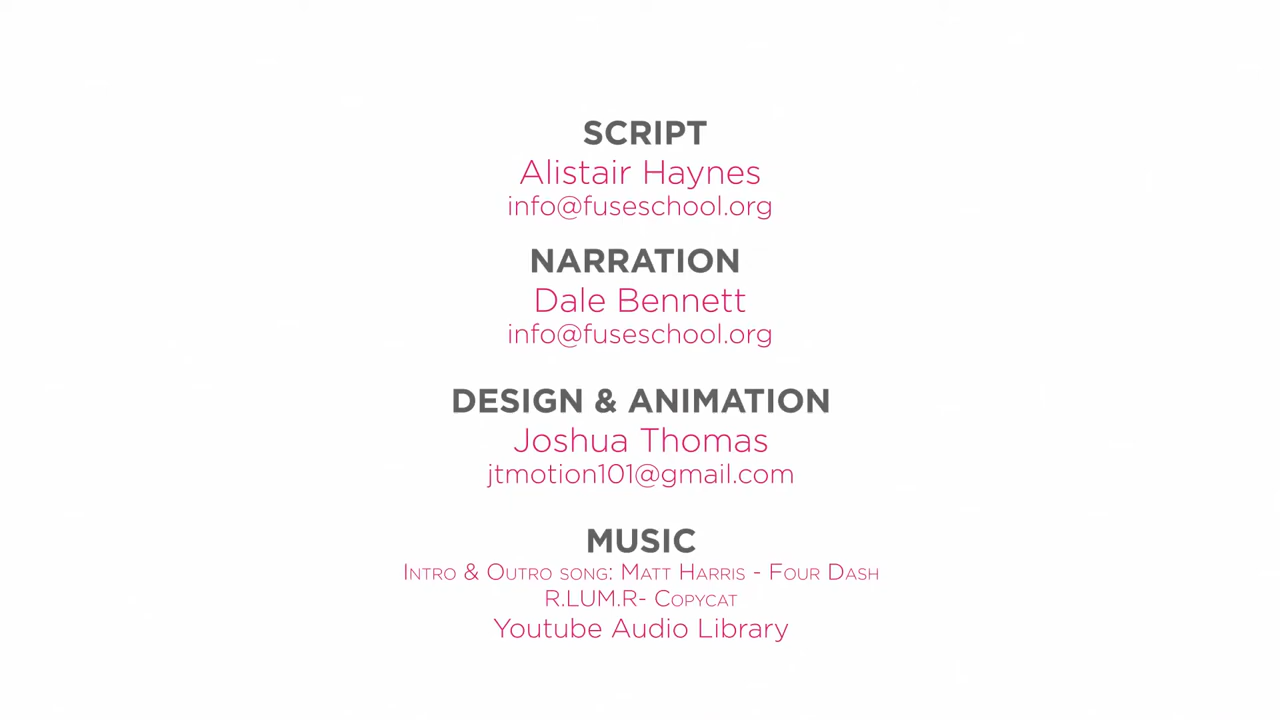 SCRIPT
Alistair Haynes
info@fuseschool.org
NARRATION
Dale Bennett
info@fuseschool.org
DESIGN & ANIMATION
Joshua Thomas
jtmotion101@gmail.com
MUSIC
Intro & Outro song: Matt Harris - Four Dash
R.LUM.R- Copycat
Youtube Audio Library